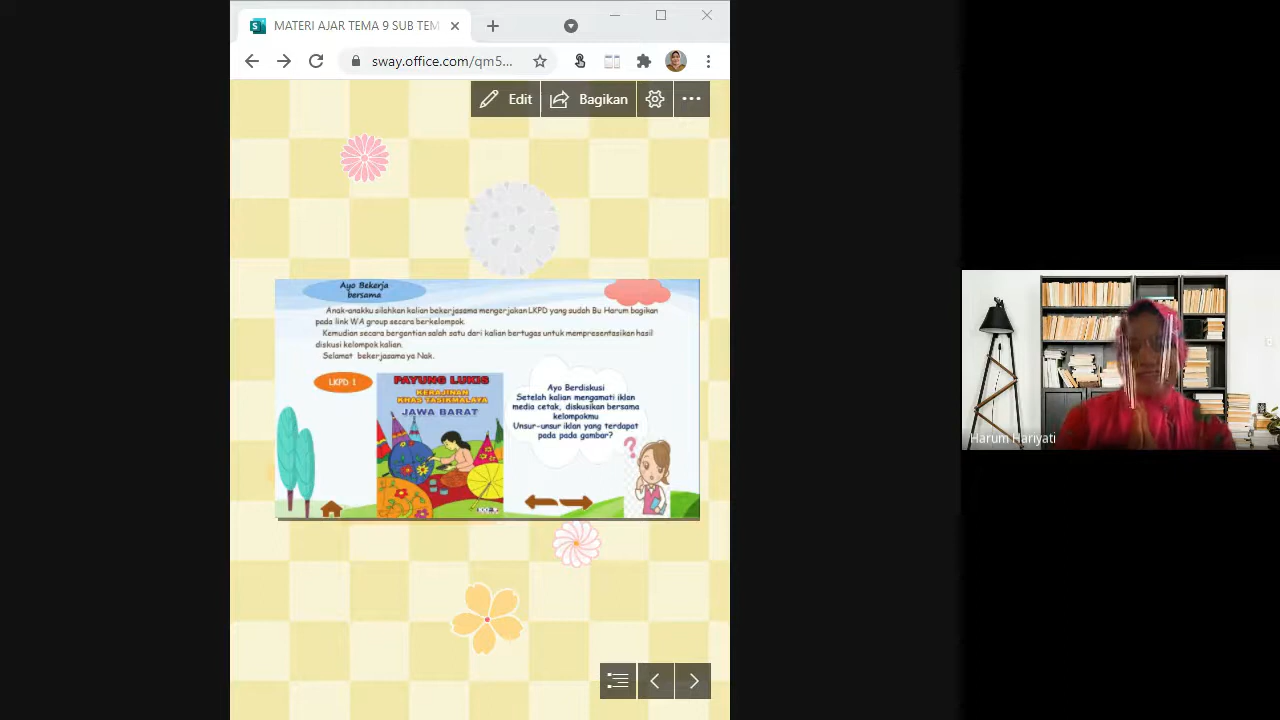 MATERI AJAR TEMA 9 SUB TEM
sway.office.com/qm5...
Edit
Bagikan
Ayo Bekerja
bersama
Anak-anakku silahkan kalian bekerjasama mengerjakan LKPD yang sudah Bu Harum bagikan
pada link WA group secara berkelompok.
Kemudian secara bergantian salah satu dari kalian bertugas untuk mempresentasikan hasil
diskusi kelompok kalian.
Selamat bekerjasama ya Nak.
LKPD 1
PAYUNG LUKIS
KERAJINAN
KHAS TASIKMALAYA
JAWA BARAT
Ayo Berdiskusi
Setelah kalian mengamati iklan
media cetak, diskusikan bersama
kelompokmu
Unsur-unsur iklan yang terdapat
pada pada gambar?
Harum Hariyati